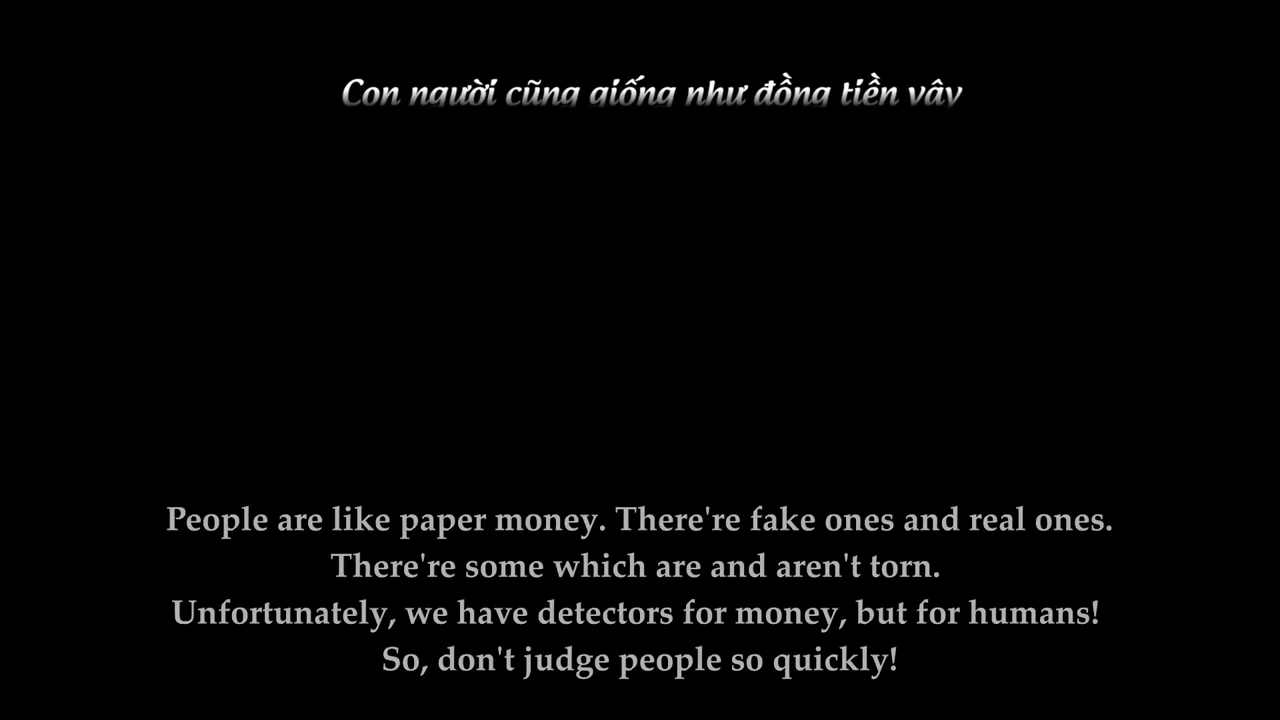 Con người cũng giống như đồng tiền vậy
People are like paper money. There're fake ones and real ones.
There're some which are and aren't torn.
Unfortunately, we have detectors for money, but for humans!
So, don't judge people so quickly!